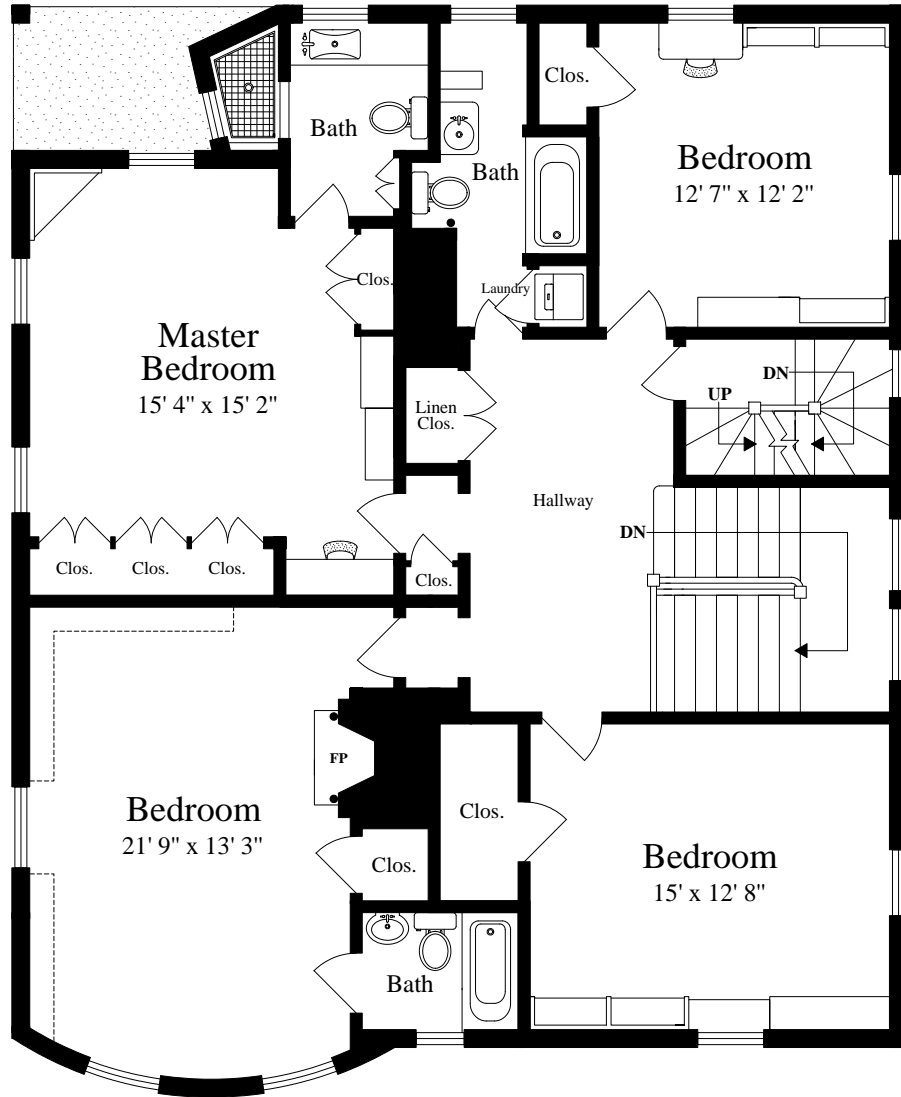 Clos.
Bath
Bath
Bedroom
12' 7" x 12' 2"
Clos.
Laundry
Master
Bedroom
15' 4" x 15' 2"
DN
UP
Linen
Clos.
Hallway
DN
Clos.
Clos.
Clos.
Clos.
FP
Bedroom
21' 9" x 13' 3"
Clos.
Clos.
Bedroom
15' x 12' 8"
Bath